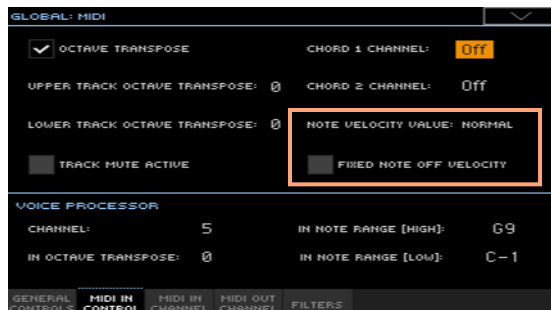 GLOBAL: MIDI
OCTAVE TRANSPOSE
CHORD 1 CHANNEL: Off
UPPER TRACK OCTAVE TRANSPOSE: 0
CHORD 2 CHANNEL: Off
LOWER TRACK OCTAVE TRANSPOSE: 0
NOTE VELOCITY VALUE: NORMAL
TRACK MUTE ACTIVE
FIXED NOTE OFF VELOCITY
VOICE PROCESSOR
CHANNEL: 5
IN NOTE RANGE [HIGH]: G9
IN OCTAVE TRANSPOSE: 0
IN NOTE RANGE [LOW]: C-1
GENERAL CONTROLS
MIDI IN CONTROL
MIDI IN CHANNEL
MIDI OUT CHANNEL
FILTERS